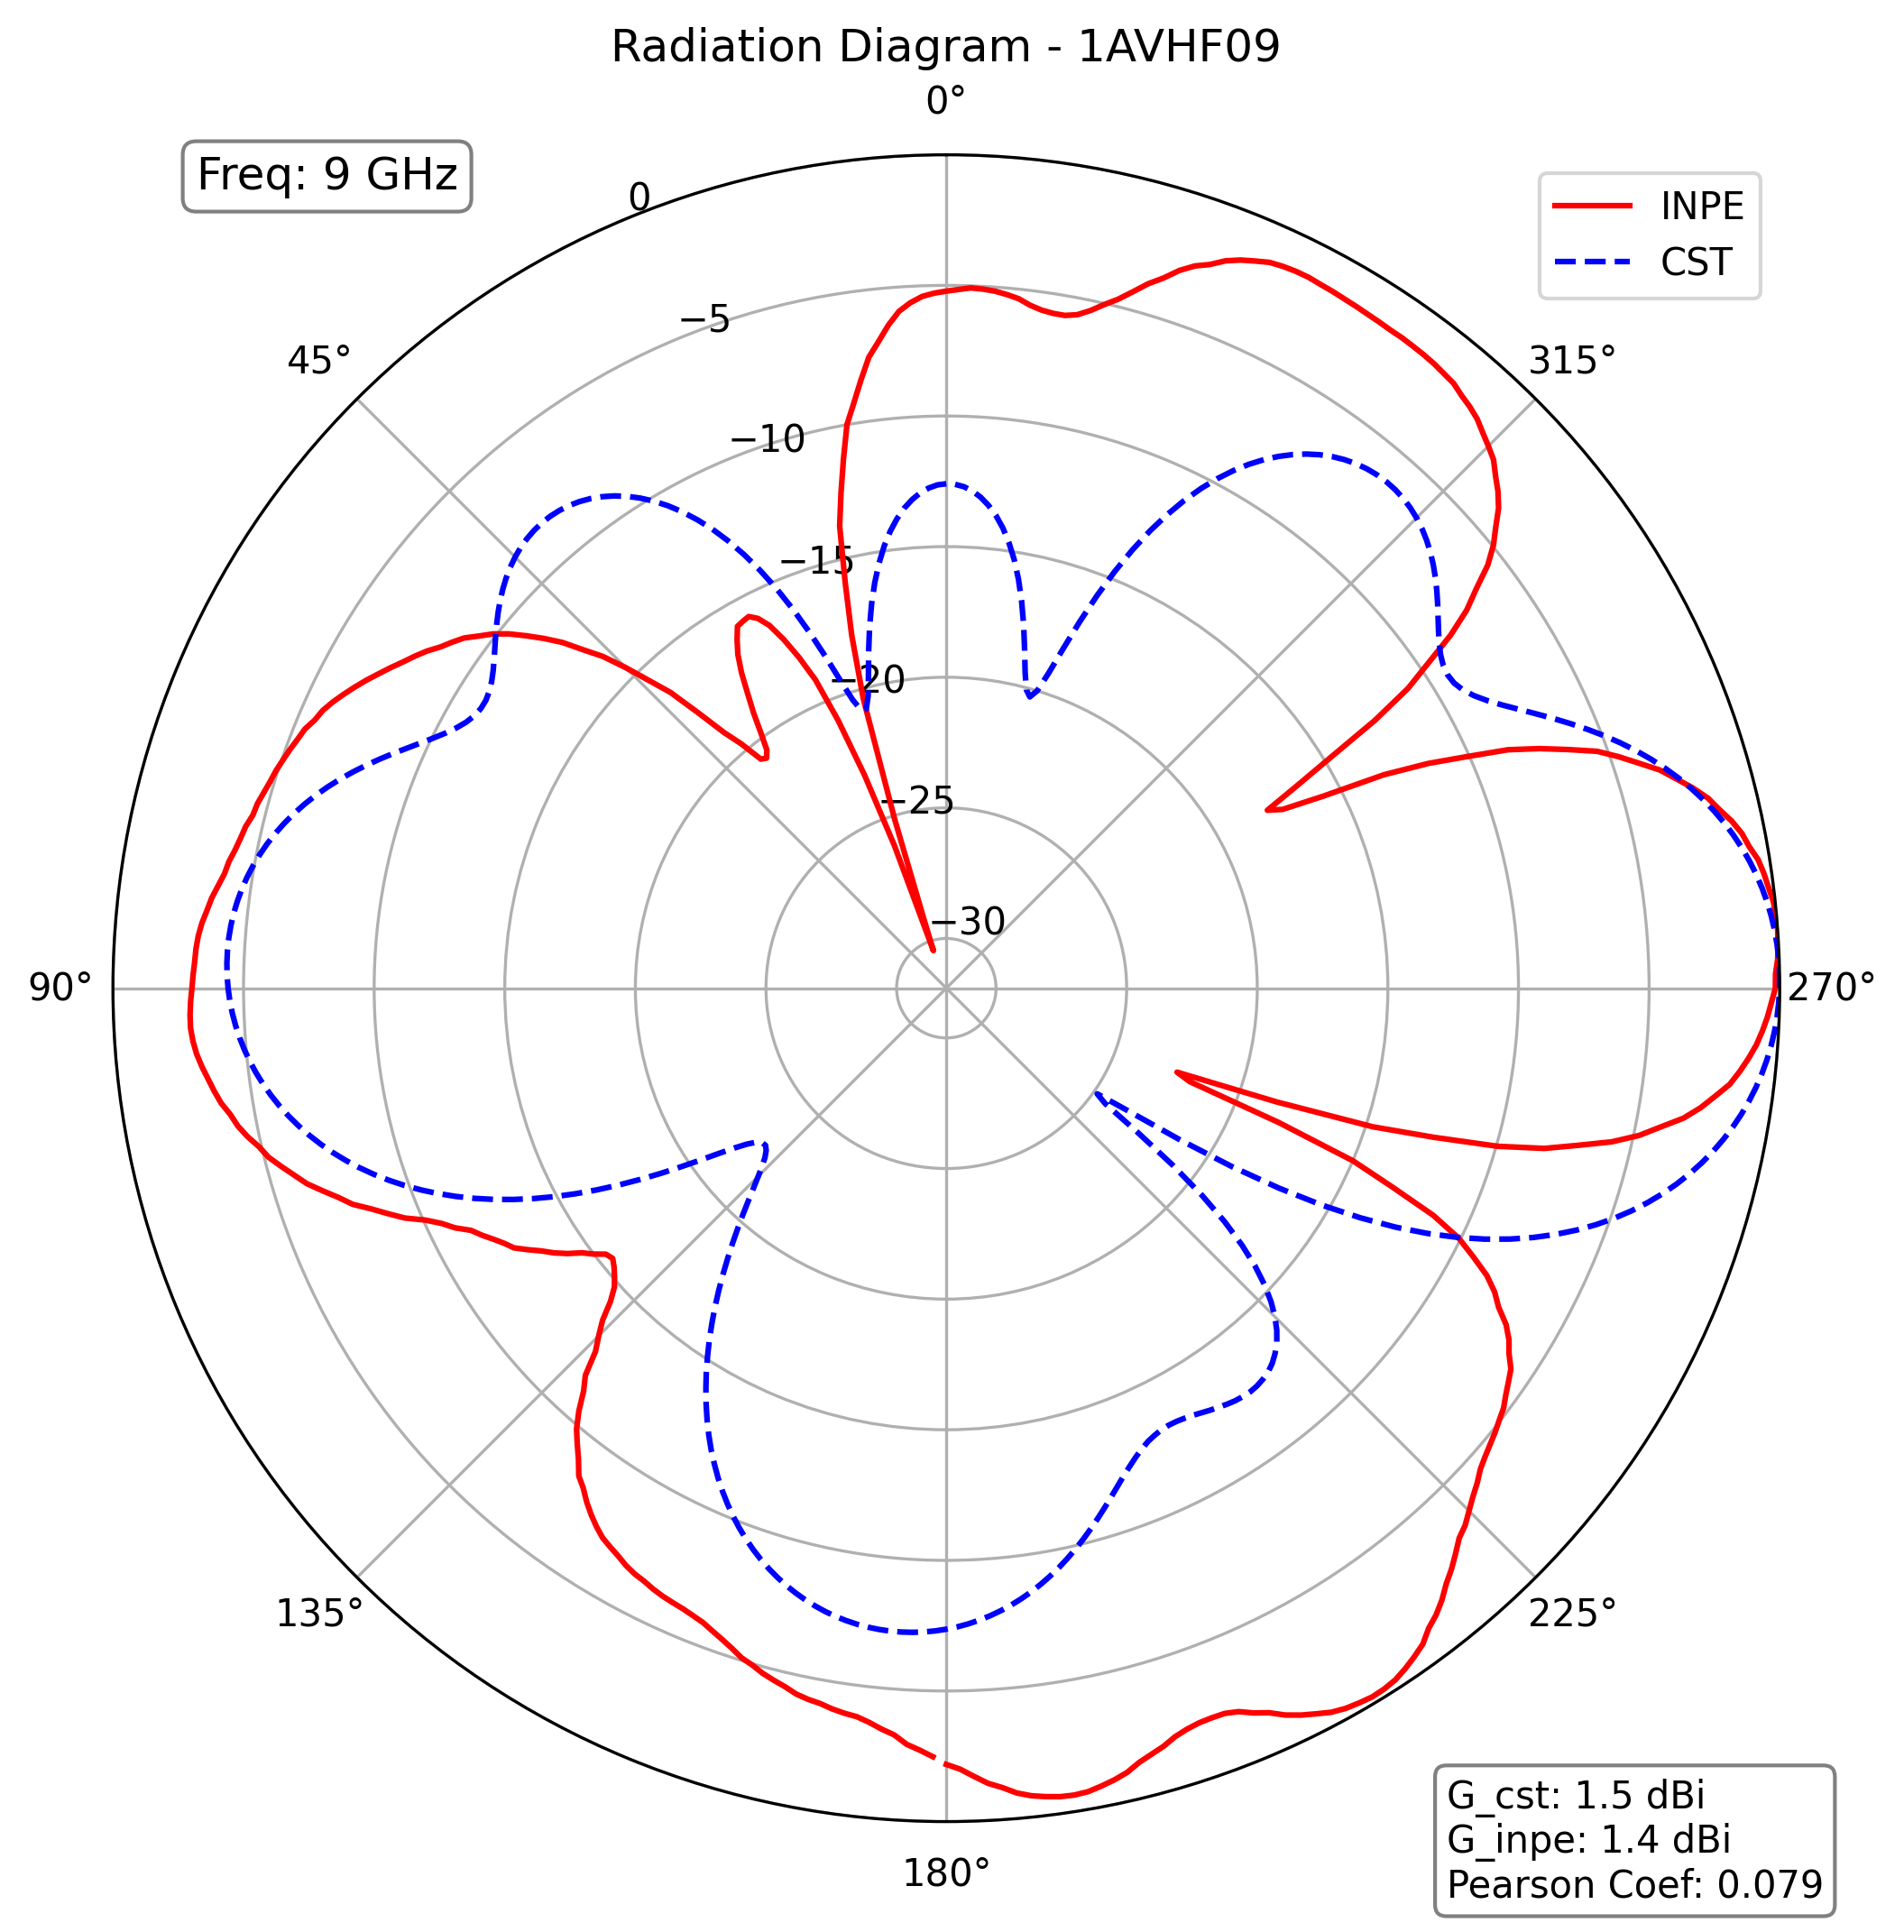 Radiation Diagram - 1AVHF09
0°
Freq: 9 GHz
0
INPE
CST
−5
45°
315°
−10
−15
−20
−25
−30
90°
270°
135°
225°
180°
G_cst: 1.5 dBi
G_inpe: 1.4 dBi
Pearson Coef: 0.079